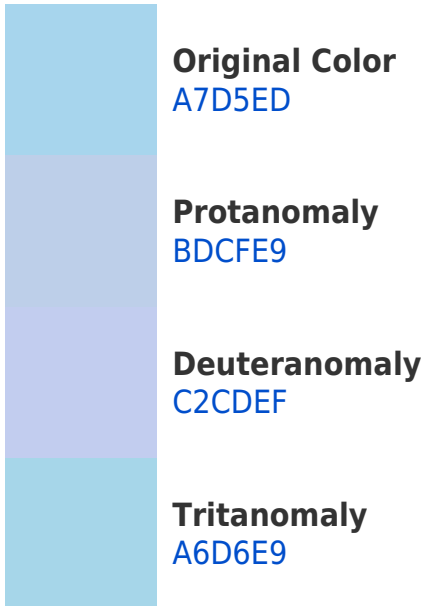 Original Color
A7D5ED
Protanomaly
BDCFE9
Deuteranomaly
C2CDEF
Tritanomaly
A6D6E9